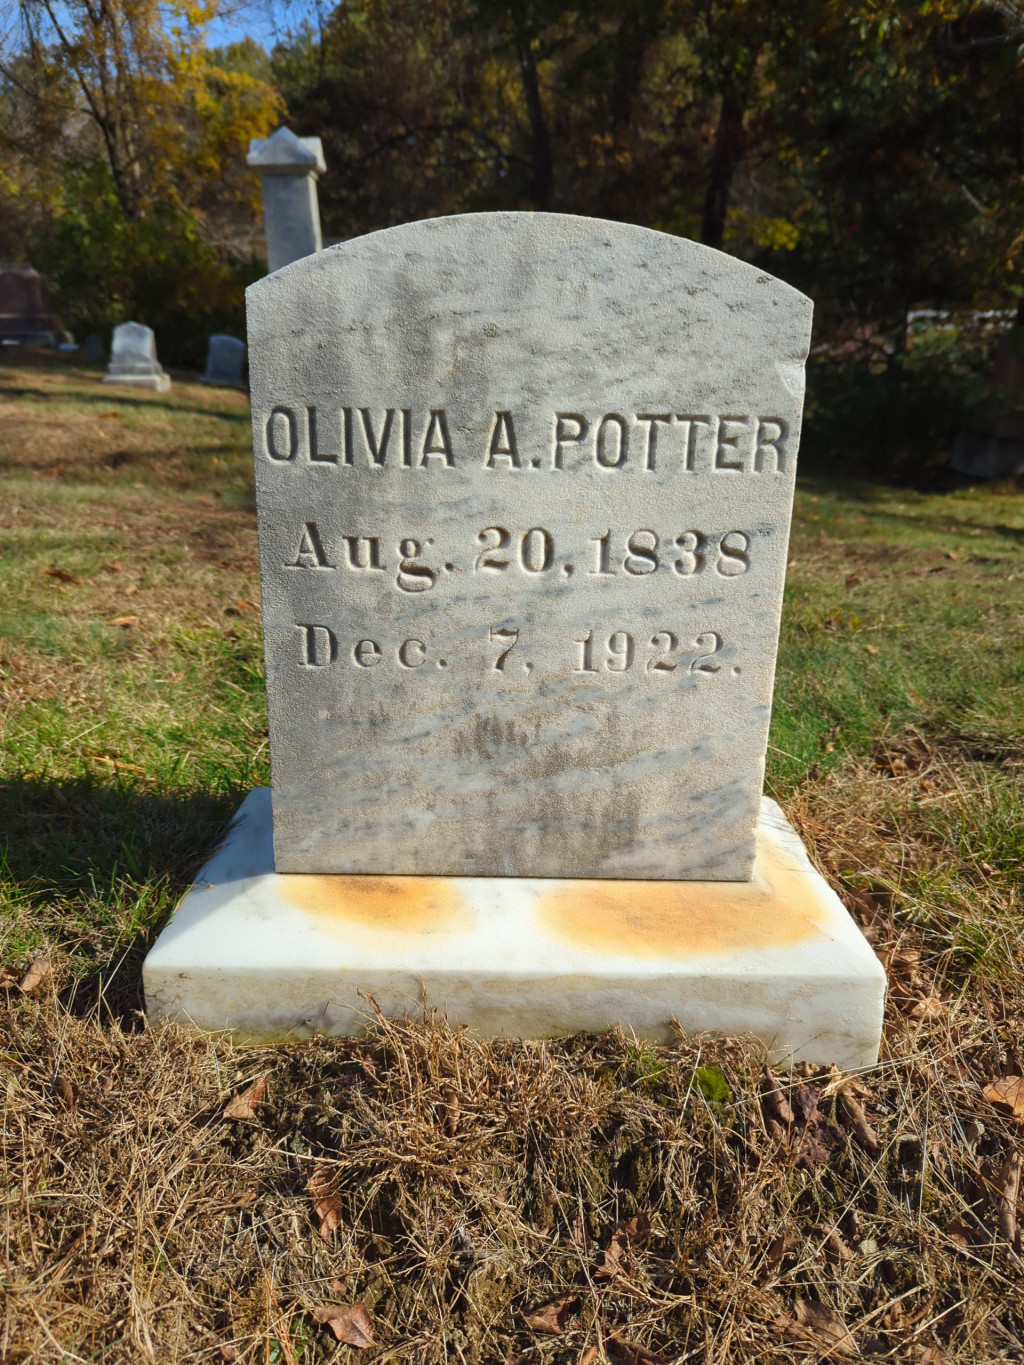 OLIVIA A. POTTER
Aug. 20, 1838
Dec. 7, 1922.